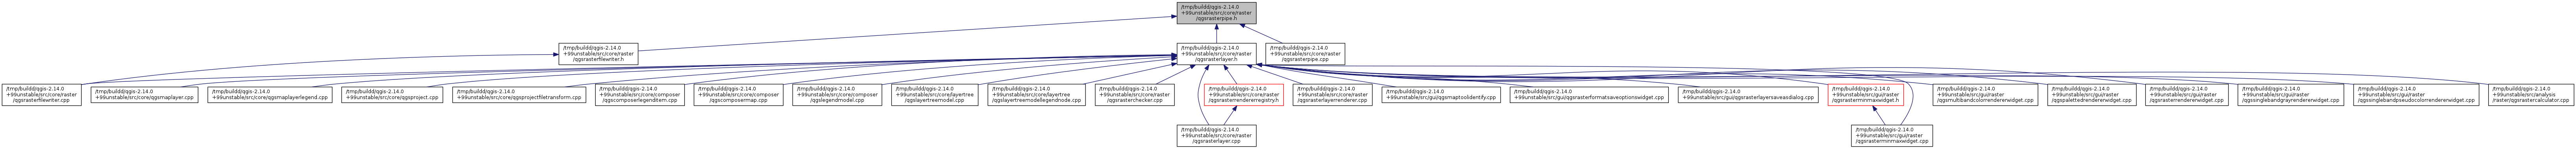 /tmp/buildd/qgis-2.14.0
+99unstable/src/core/raster
/qgsrasterpipe.h
/tmp/buildd/qgis-2.14.0
+99unstable/src/core/raster
/qgsrasterfilewriter.h
/tmp/buildd/qgis-2.14.0
+99unstable/src/core/raster
/qgsrasterlayer.h
/tmp/buildd/qgis-2.14.0
+99unstable/src/core/raster
/qgsrasterpipe.cpp
/tmp/buildd/qgis-2.14.0
+99unstable/src/core/raster
/qgsrasterfilewriter.cpp
/tmp/buildd/qgis-2.14.0
+99unstable/src/core/qgsmaplayer.cpp
/tmp/buildd/qgis-2.14.0
+99unstable/src/core/qgsmaplayerlegend.cpp
/tmp/buildd/qgis-2.14.0
+99unstable/src/core/qgsproject.cpp
/tmp/buildd/qgis-2.14.0
+99unstable/src/core/qgsprojectfiletransform.cpp
/tmp/buildd/qgis-2.14.0
+99unstable/src/core/composer
/qgscomposerlegenditem.cpp
/tmp/buildd/qgis-2.14.0
+99unstable/src/core/composer
/qgscomposermap.cpp
/tmp/buildd/qgis-2.14.0
+99unstable/src/core/composer
/qgslegendmodel.cpp
/tmp/buildd/qgis-2.14.0
+99unstable/src/core/layertree
/qgslayertreemodel.cpp
/tmp/buildd/qgis-2.14.0
+99unstable/src/core/layertree
/qgslayertreemodellegendnode.cpp
/tmp/buildd/qgis-2.14.0
+99unstable/src/core/raster
/qgsrasterchecker.cpp
/tmp/buildd/qgis-2.14.0
+99unstable/src/core/raster
/qgsrasterrendererregistry.h
/tmp/buildd/qgis-2.14.0
+99unstable/src/core/raster
/qgsrasterlayerrenderer.cpp
/tmp/buildd/qgis-2.14.0
+99unstable/src/gui/qgsmaptoolidentify.cpp
/tmp/buildd/qgis-2.14.0
+99unstable/src/gui/qgsrasterformatsaveoptionswidget.cpp
/tmp/buildd/qgis-2.14.0
+99unstable/src/gui/qgsrasterlayersaveasdialog.cpp
/tmp/buildd/qgis-2.14.0
+99unstable/src/gui/raster
/qgsrasterminmaxwidget.h
/tmp/buildd/qgis-2.14.0
+99unstable/src/gui/raster
/qgsmultibandcolorrendererwidget.cpp
/tmp/buildd/qgis-2.14.0
+99unstable/src/gui/raster
/qgspalettedrendererwidget.cpp
/tmp/buildd/qgis-2.14.0
+99unstable/src/gui/raster
/qgsrasterrendererwidget.cpp
/tmp/buildd/qgis-2.14.0
+99unstable/src/gui/raster
/qgssinglebandgrayrendererwidget.cpp
/tmp/buildd/qgis-2.14.0
+99unstable/src/gui/raster
/qgssinglebandpseudocolorrendererwidget.cpp
/tmp/buildd/qgis-2.14.0
+99unstable/src/analysis
/raster/qgsrastercalculator.cpp
/tmp/buildd/qgis-2.14.0
+99unstable/src/core/raster
/qgsrasterlayer.cpp
/tmp/buildd/qgis-2.14.0
+99unstable/src/gui/raster
/qgsrasterminmaxwidget.cpp